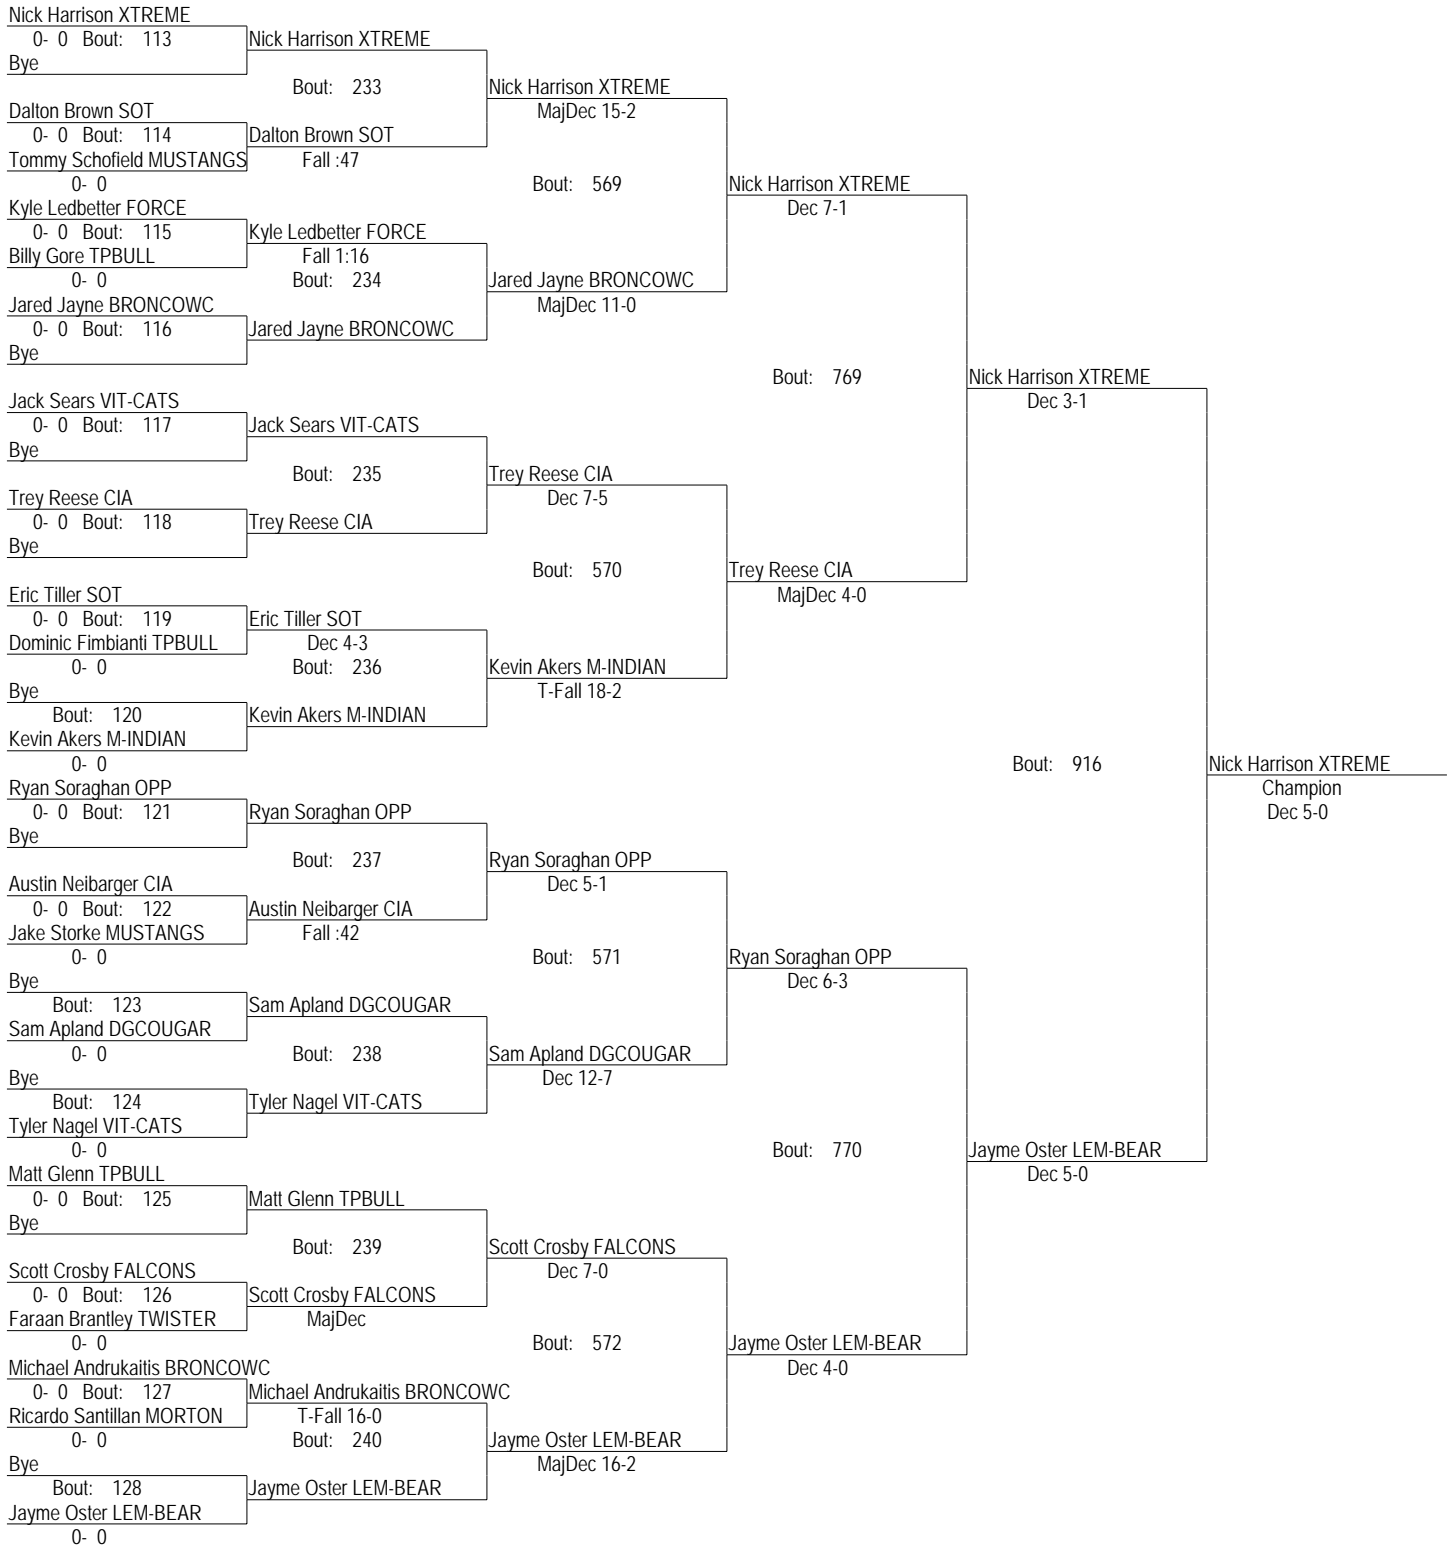 Nick Harrison XTREME
0- 0 Bout: 113 Nick Harrison XTREME
Bye
Bout: 233 Nick Harrison XTREME
Dalton Brown SOT MajDec 15-2
0- 0 Bout: 114 Dalton Brown SOT
Tommy Schofield MUSTANGS Fall :47
0- 0 Bout: 569 Nick Harrison XTREME
Kyle Ledbetter FORCE Dec 7-1
0- 0 Bout: 115 Kyle Ledbetter FORCE
Billy Gore TPBULL Fall 1:16
0- 0 Bout: 234 Jared Jayne BRONCOWC
Jared Jayne BRONCOWC MajDec 11-0
0- 0 Bout: 116 Jared Jayne BRONCOWC
Bye
Bout: 769 Nick Harrison XTREME
Jack Sears VIT-CATS Dec 3-1
0- 0 Bout: 117 Jack Sears VIT-CATS
Bye
Bout: 235 Trey Reese CIA
Trey Reese CIA Dec 7-5
0- 0 Bout: 118 Trey Reese CIA
Bye
Bout: 570 Trey Reese CIA
Eric Tiller SOT MajDec 4-0
0- 0 Bout: 119 Eric Tiller SOT
Dominic Fimbianti TPBULL Dec 4-3
0- 0 Bout: 236 Kevin Akers M-INDIAN
Bye T-Fall 18-2
Bout: 120 Kevin Akers M-INDIAN
Kevin Akers M-INDIAN
0- 0 Bout: 916 Nick Harrison XTREME
Ryan Soraghan OPP Champion
0- 0 Bout: 121 Ryan Soraghan OPP Dec 5-0
Bye
Bout: 237 Ryan Soraghan OPP
Austin Neibarger CIA Dec 5-1
0- 0 Bout: 122 Austin Neibarger CIA
Jake Storke MUSTANGS Fall :42
0- 0 Bout: 571 Ryan Soraghan OPP
Bye Dec 6-3
Bout: 123 Sam Apland DGCOUGAR
Sam Apland DGCOUGAR
0- 0 Bout: 238 Sam Apland DGCOUGAR
Bye Dec 12-7
Bout: 124 Tyler Nagel VIT-CATS
Tyler Nagel VIT-CATS
0- 0 Bout: 770 Jayme Oster LEM-BEAR
Matt Glenn TPBULL Dec 5-0
0- 0 Bout: 125 Matt Glenn TPBULL
Bye
Bout: 239 Scott Crosby FALCONS
Scott Crosby FALCONS Dec 7-0
0- 0 Bout: 126 Scott Crosby FALCONS
Faraan Brantley TWISTER MajDec
0- 0 Bout: 572 Jayme Oster LEM-BEAR
Michael Andrukaitis BRONCOWC Dec 4-0
0- 0 Bout: 127 Michael Andrukaitis BRONCOWC
Ricardo Santillan MORTON T-Fall 16-0
0- 0 Bout: 240 Jayme Oster LEM-BEAR
Bye MajDec 16-2
Bout: 128 Jayme Oster LEM-BEAR
Jayme Oster LEM-BEAR
0- 0